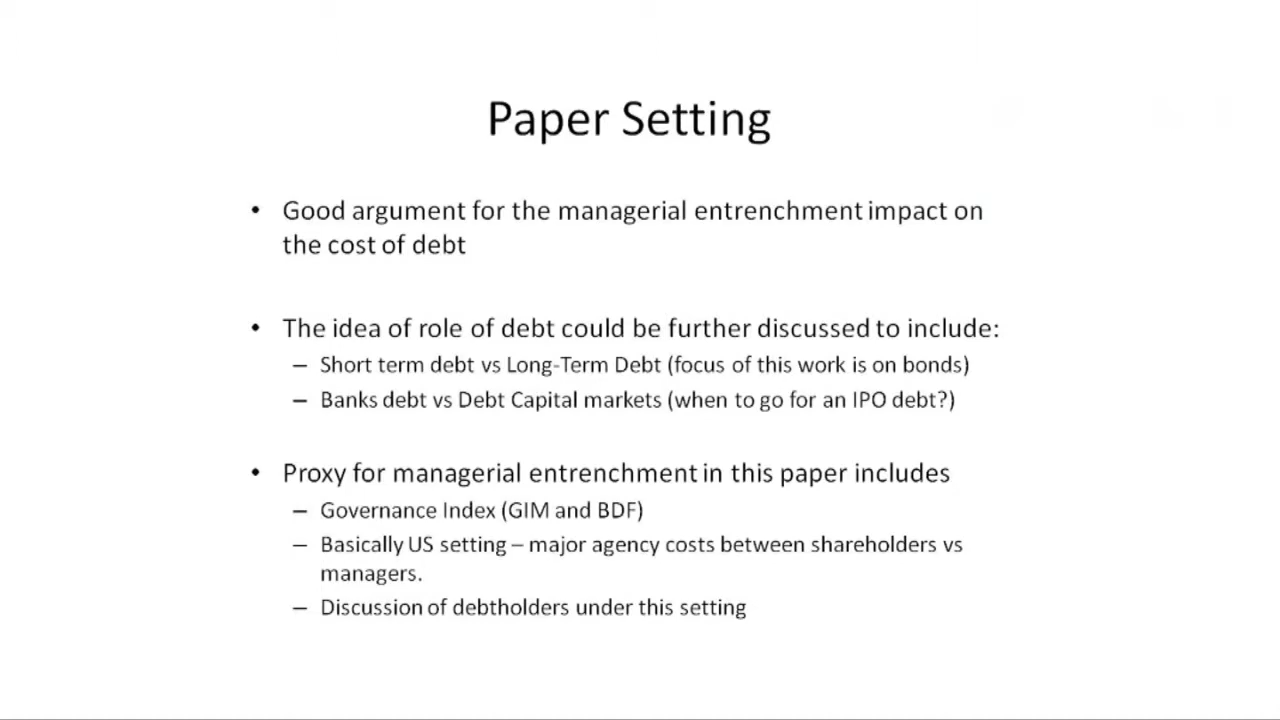 Paper Setting
• Good argument for the managerial entrenchment impact on
the cost of debt
• The idea of role of debt could be further discussed to include:
– Short term debt vs Long-Term Debt (focus of this work is on bonds)
– Banks debt vs Debt Capital markets (when to go for an IPO debt?)
• Proxy for managerial entrenchment in this paper includes
– Governance Index (GIM and BDF)
– Basically US setting – major agency costs between shareholders vs
managers.
– Discussion of debtholders under this setting